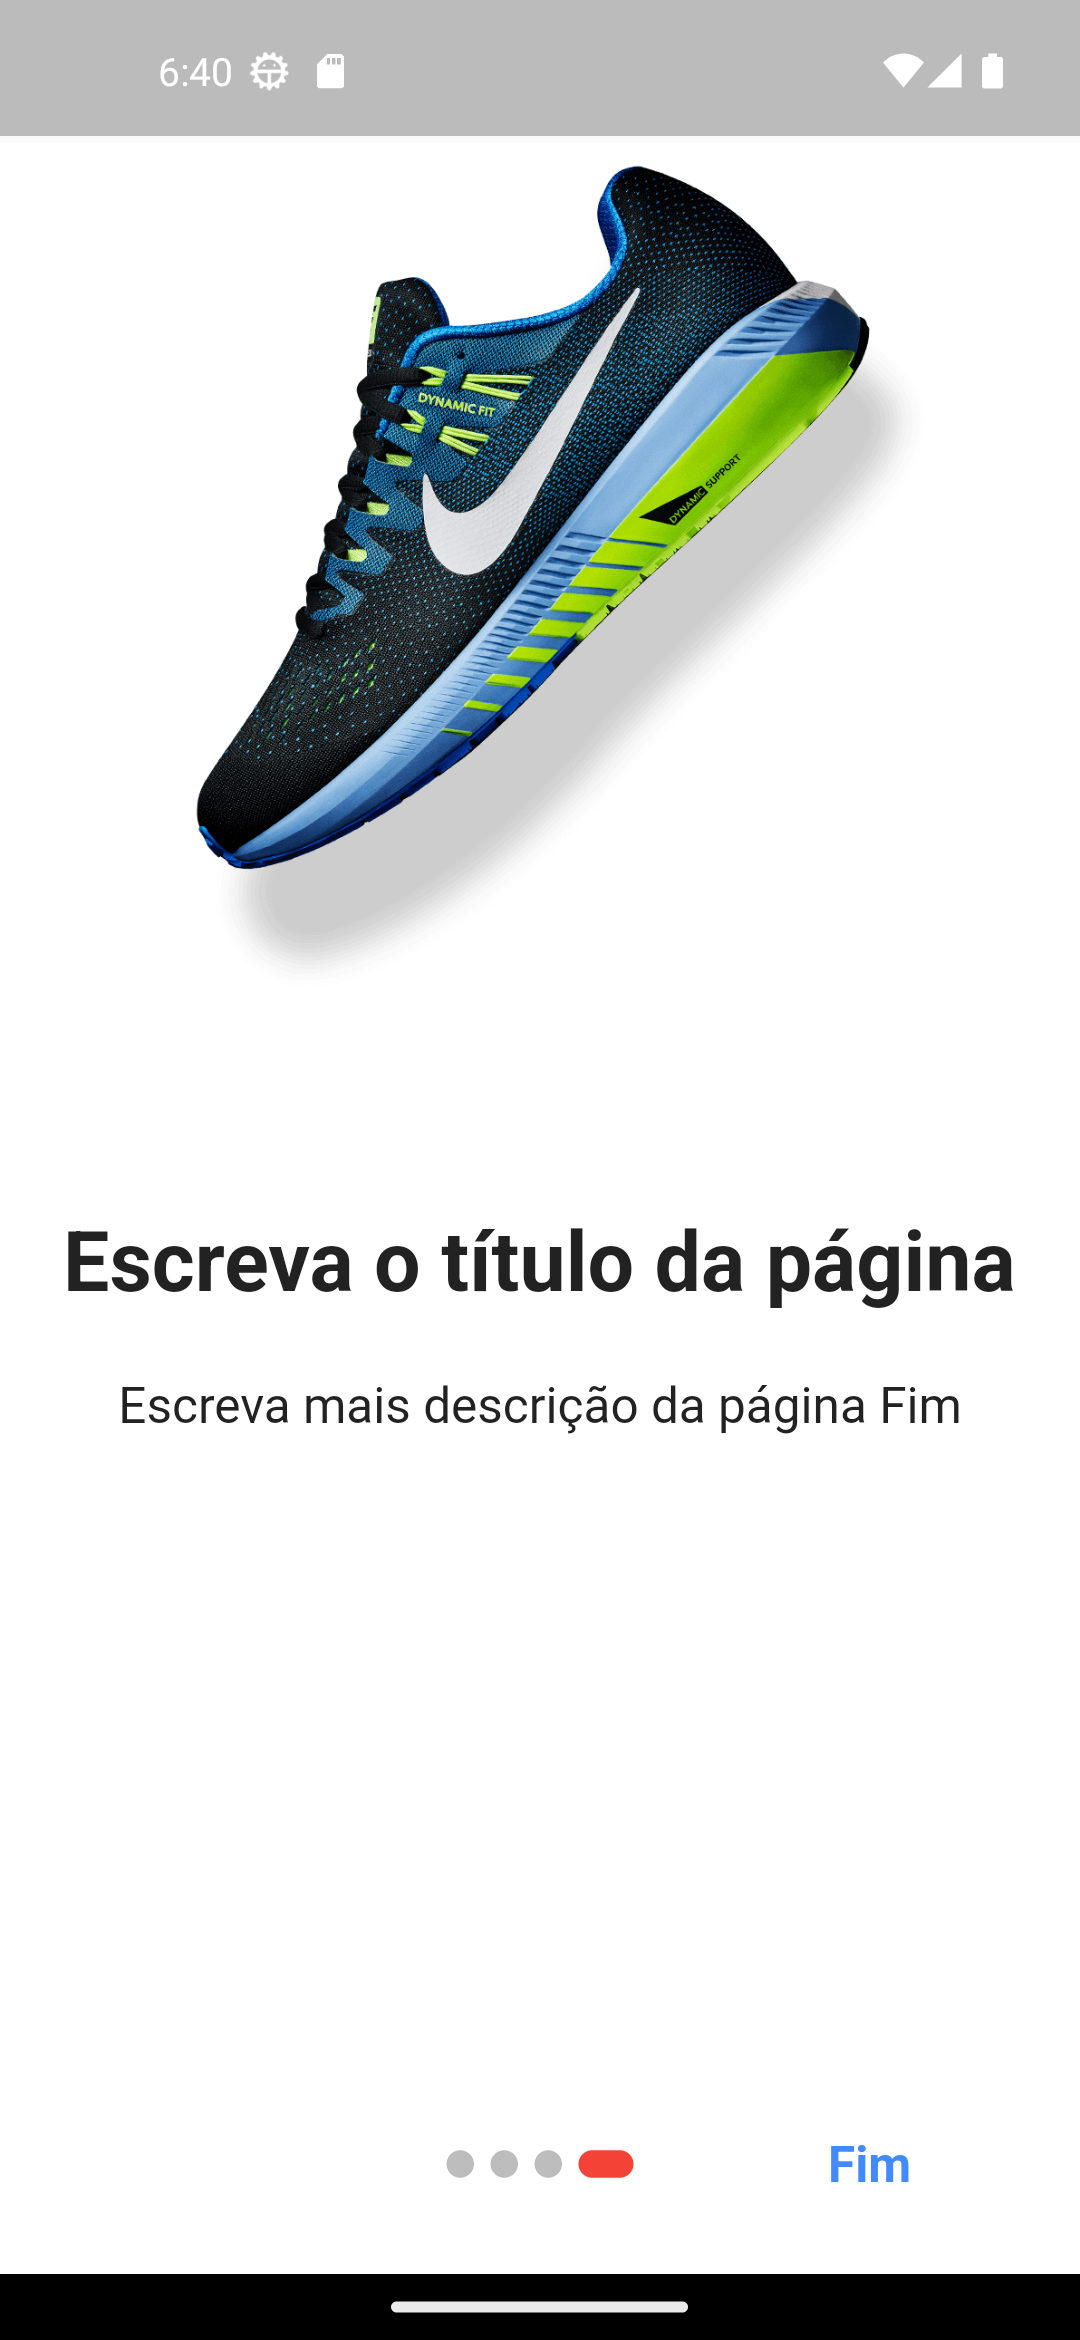 6:40
DYNAMIC FIT
DYNAMIC SUPPORT
Escreva o título da página
Escreva mais descrição da página Fim
Fim